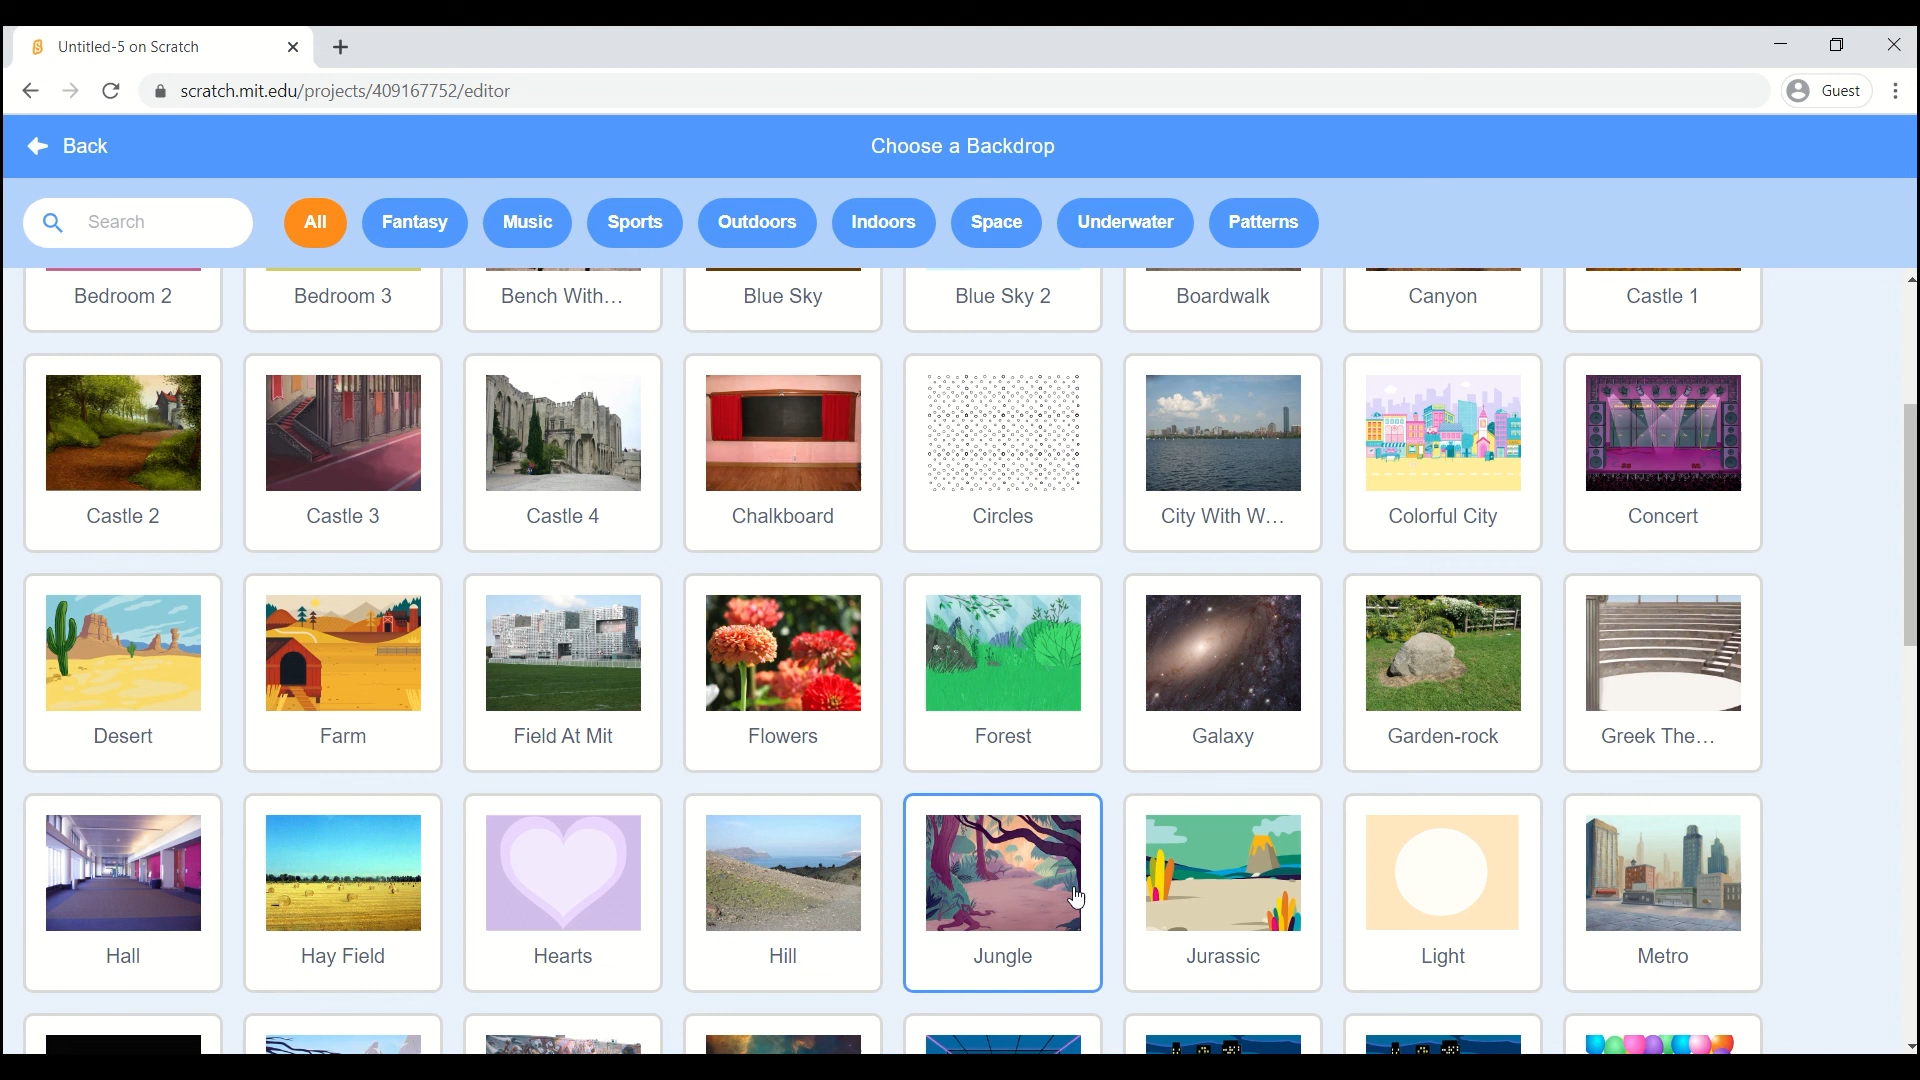 Untitled-5 on Scratch
scratch.mit.edu/projects/409167752/editor
Guest
Back
Choose a Backdrop
Search
All
Fantasy
Music
Sports
Outdoors
Indoors
Space
Underwater
Patterns
Bedroom 2
Bedroom 3
Bench With...
Blue Sky
Blue Sky 2
Boardwalk
Canyon
Castle 1
Castle 2
Castle 3
Castle 4
Chalkboard
Circles
City With W...
Colorful City
Concert
Desert
Farm
Field At Mit
Flowers
Forest
Galaxy
Garden-rock
Greek The...
Hall
Hay Field
Hearts
Hill
Jungle
Jurassic
Light
Metro